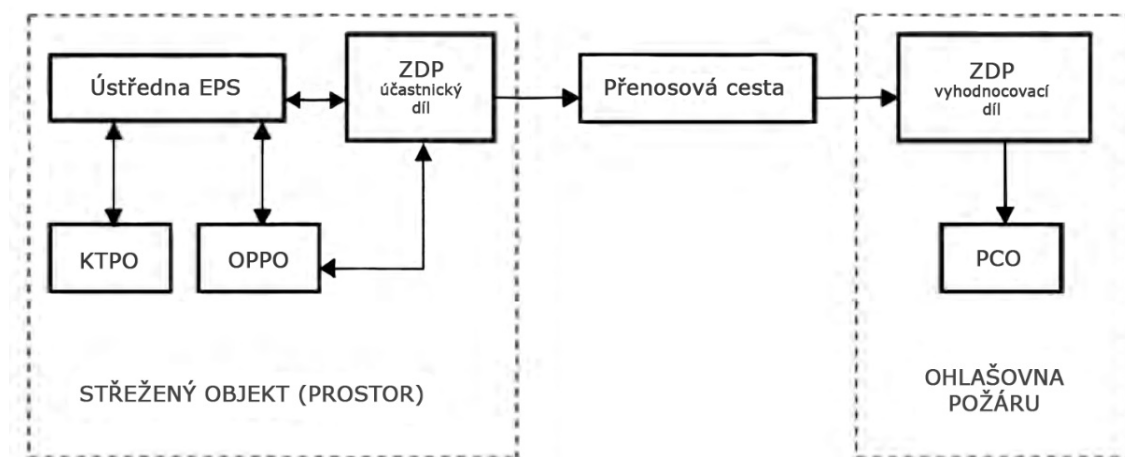 Ústředna EPS
ZDP
účastnický
díl
Přenosová cesta
ZDP
vyhodnocovací
díl
KTPO
OPPO
PCO
STŘEŽENÝ OBJEKT (PROSTOR)
OHLAŠOVNA
POŽÁRU